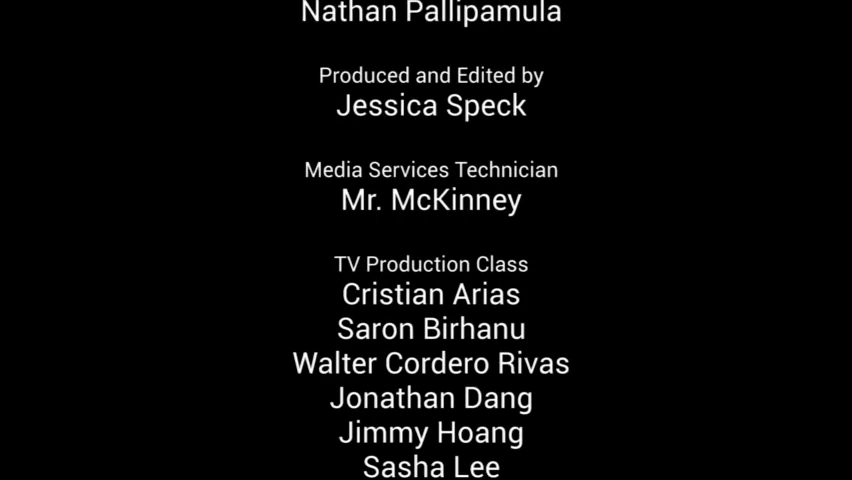 Nathan Pallipamula
Produced and Edited by
Jessica Speck
Media Services Technician
Mr. McKinney
TV Production Class
Cristian Arias
Saron Birhanu
Walter Cordero Rivas
Jonathan Dang
Jimmy Hoang
Sasha Lee